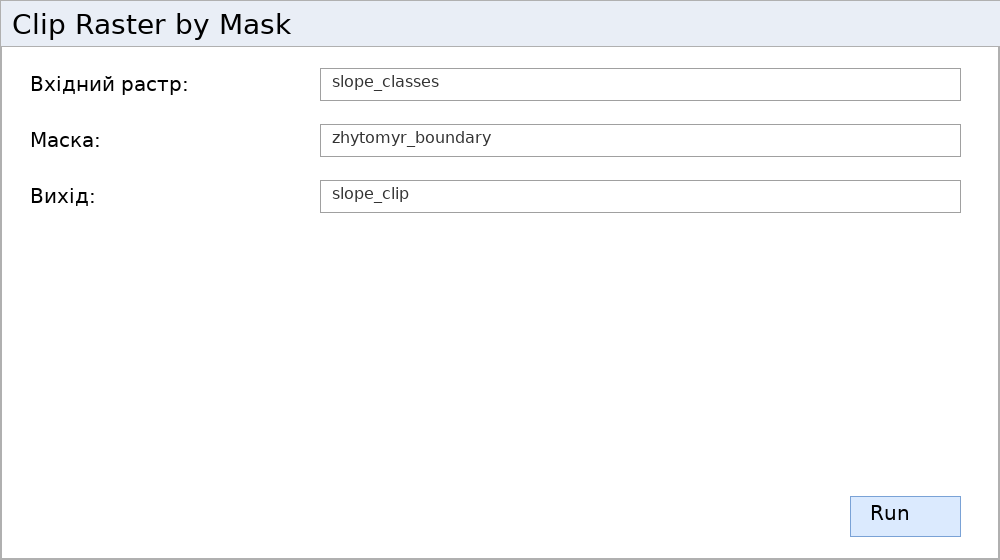 Clip Raster by Mask
Вхідний растр: slope_classes
Маска: zhytomyr_boundary
Вихід: slope_clip
Run